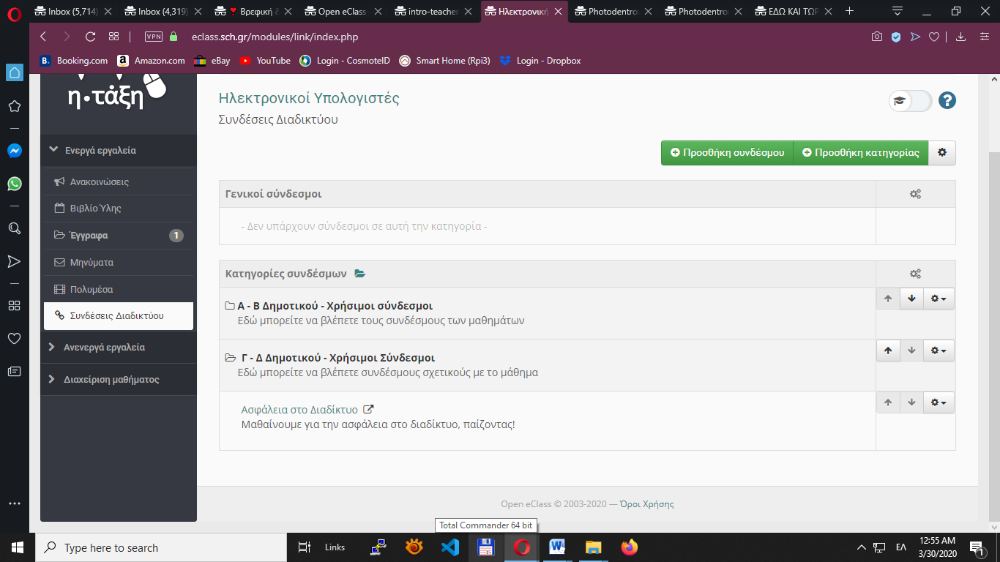 Inbox (5,714)
Inbox (4,319)
Βρεφική δ
Open eClass
intro-teacher
Ηλεκτρονική
Photodentro
Photodentro
ΕΔΩ ΚΑΙ ΤΩΡ
VPN
eclass.sch.gr/modules/link/index.php
B. Booking.com
a Amazon.com
eBay
YouTube
Login - CosmoteID
Smart Home (Rpi3)
Login - Dropbox
η•τάξη
Ενεργά εργαλεία
Ανακοινώσεις
Βιβλίο Ύλης
Έγγραφα 1
Μηνύματα
Πολυμέσα
Συνδέσεις Διαδικτύου
Ανενεργά εργαλεία
Διαχείριση μαθήματος
Ηλεκτρονικοί Υπολογιστές
Συνδέσεις Διαδικτύου
?
Προσθήκη συνδέσμου
Προσθήκη κατηγορίας
Γενικοί σύνδεσμοι
- Δεν υπάρχουν σύνδεσμοι σε αυτή την κατηγορία -
Κατηγορίες συνδέσμων
Α - Β Δημοτικού - Χρήσιμοι σύνδεσμοι
Εδώ μπορείτε να βλέπετε τους συνδέσμους των μαθημάτων
Γ - Δ Δημοτικού - Χρήσιμοι Σύνδεσμοι
Εδώ μπορείτε να βλέπετε συνδέσμους σχετικούς με το μάθημα
Ασφάλεια στο Διαδίκτυο
Μαθαίνουμε για την ασφάλεια στο διαδίκτυο, παίζοντας!
Open eClass © 2003-2020 — Όροι Χρήσης
Total Commander 64 bit
Type here to search
Links
W
ΕΛ
12:55 AM
3/30/2020
1